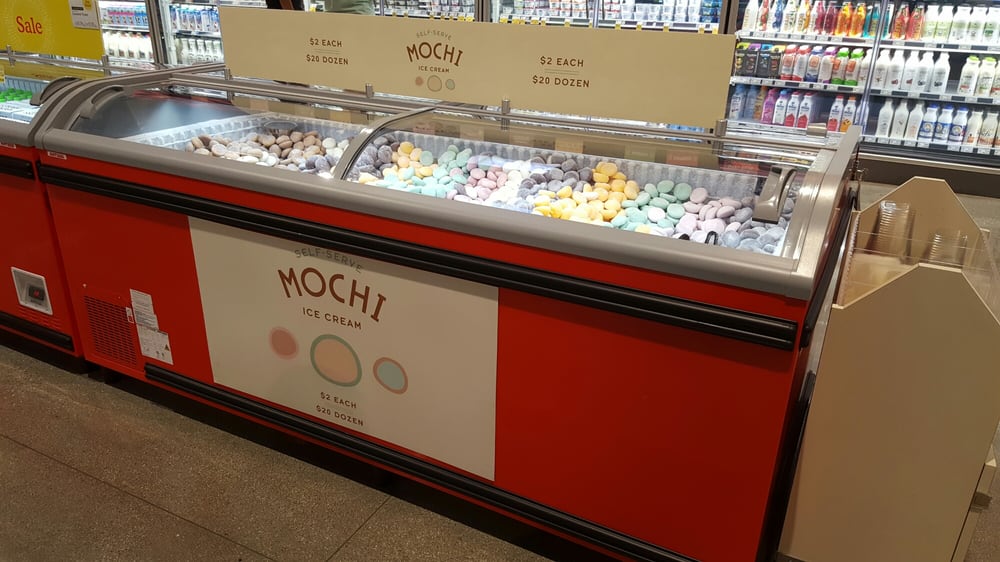 Sale
$2 EACH
$20 DOZEN
SELF-SERVE
MOCHI
ICE CREAM
$2 EACH
$20 DOZEN
SELF-SERVE
MOCHI
ICE CREAM
$2 EACH
$20 DOZEN